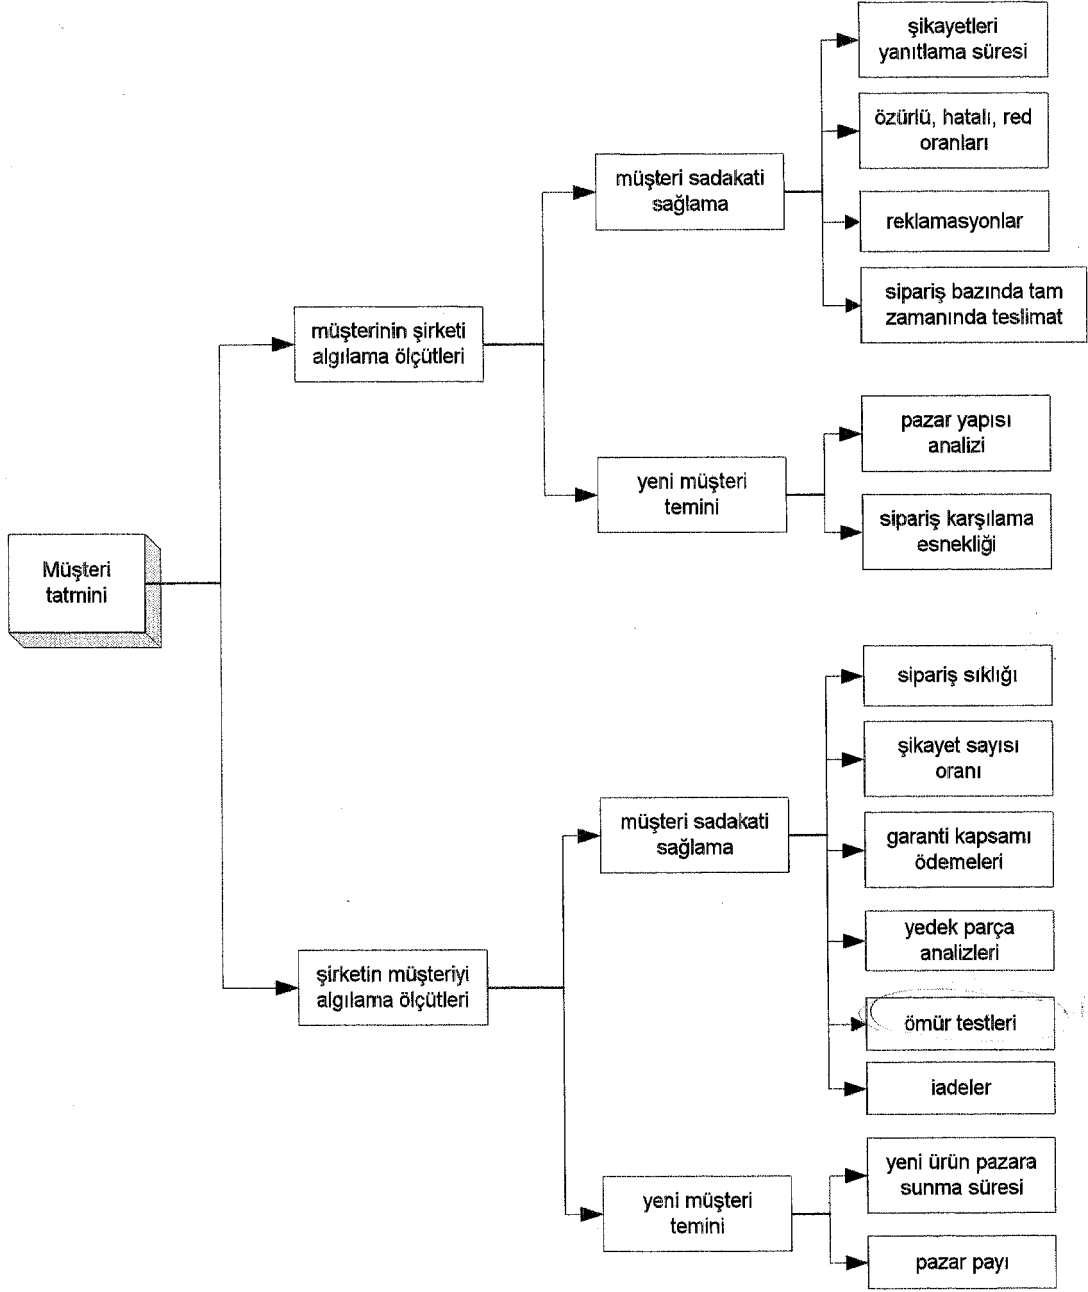 şikayetleri
yanıtlama süresi
özürlü, hatalı, red
oranları
müşteri sadakati
sağlama
reklamasyonlar
sipariş bazında tam
zamanında teslimat
müşterinin şirketi
algılama ölçütleri
pazar yapısı
analizi
yeni müşteri
temini
sipariş karşılama
esnekliği
Müşteri
tatmini
sipariş sıklığı
şikayet sayısı
oranı
müşteri sadakati
sağlama
garanti kapsamı
ödemeleri
yedek parça
analizleri
şirketin müşteriyi
algılama ölçütleri
ömür testleri
iadeler
yeni ürün pazara
sunma süresi
yeni müşteri
temini
pazar payı